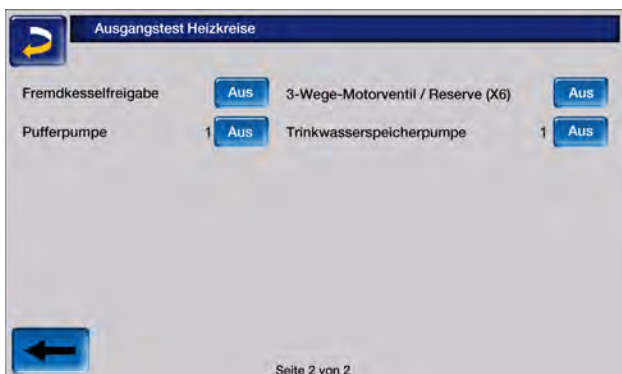 Ausgangstest Heizkreise
Fremdkesselfreigabe Aus 3-Wege-Motorventil / Reserve (X6) Aus
Pufferpumpe 1 Aus Trinkwasserspeicherpumpe 1 Aus
Seite 2 von 2